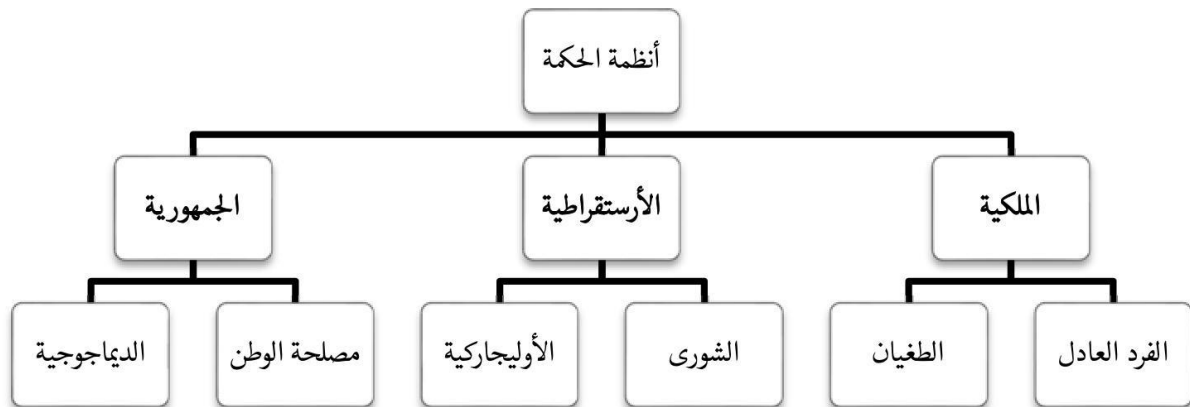 أنظمة الحكمة
الملكية
الأرستقراطية
الجمهورية
الفرد العادل
الطغيان
الشورى
الأوليجاركية
مصلحة الوطن
الديماجوجية